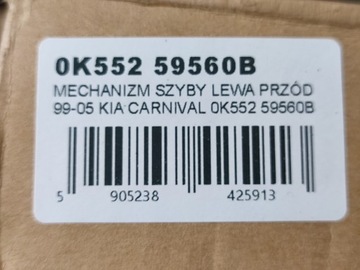 0K552 59560B
MECHANIZM SZYBY LEWA PRZÓD
99-05 KIA CARNIVAL 0K552 59560B
5 905238 425913